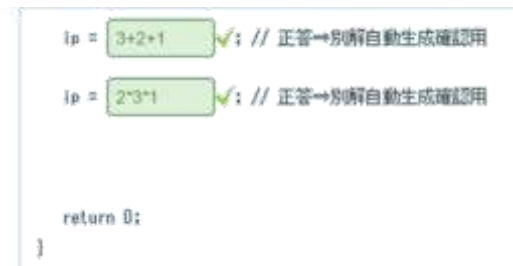 ip = 3+2+1 ; // 正答⇒別解自動生成確認用
ip = 2*3*1 ; // 正答⇒別解自動生成確認用
return 0;
}